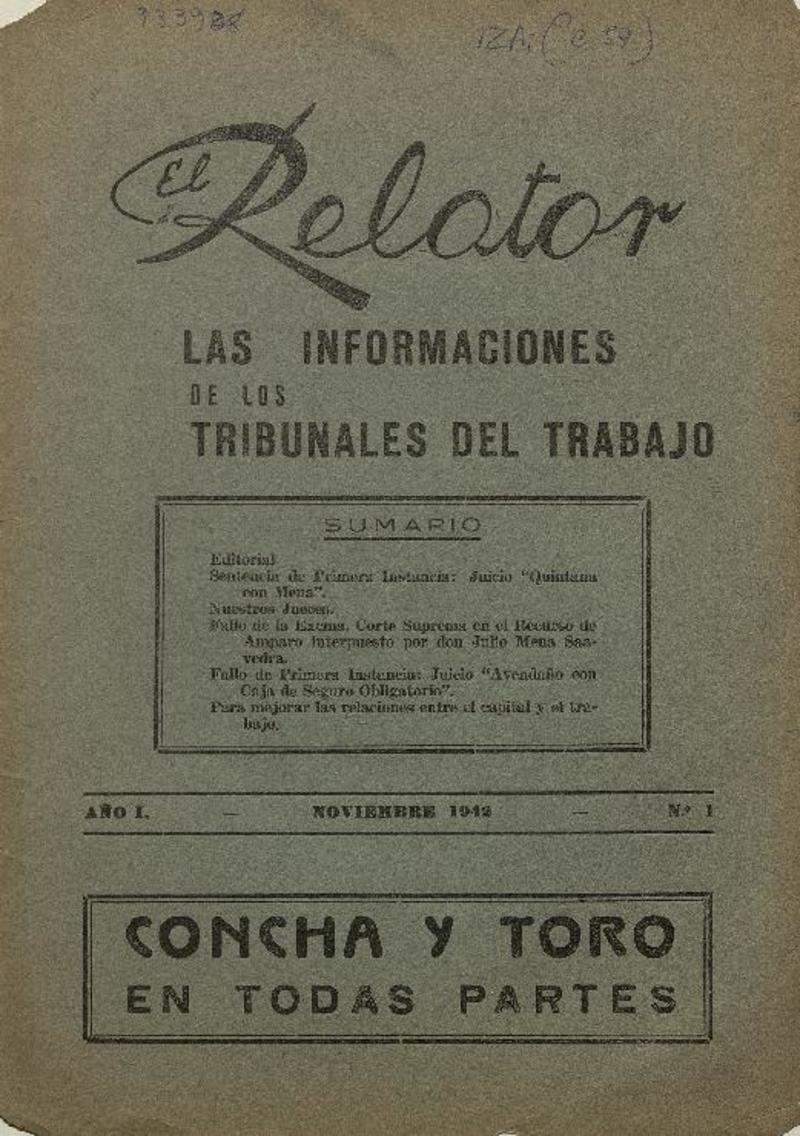 El Relator
LAS INFORMACIONES
DE LOS
TRIBUNALES DEL TRABAJO
SUMARIO
Editorial
Sentencia de Primera Instancia: Juicio "Quintana
con Mena".
Nuestros Jueces.
Fallo de la Excma. Corte Suprema en el Recurso de
Amparo interpuesto por don Julio Mena Saa-
vedra.
Fallo de Primera Instancia: Juicio "Avendaño con
Caja de Seguro Obligatorio".
Para mejorar las relaciones entre el capital y el tra-
bajo.
AÑO I. — NOVIEMBRE 1942 — N.º 1
CONCHA Y TORO
EN TODAS PARTES